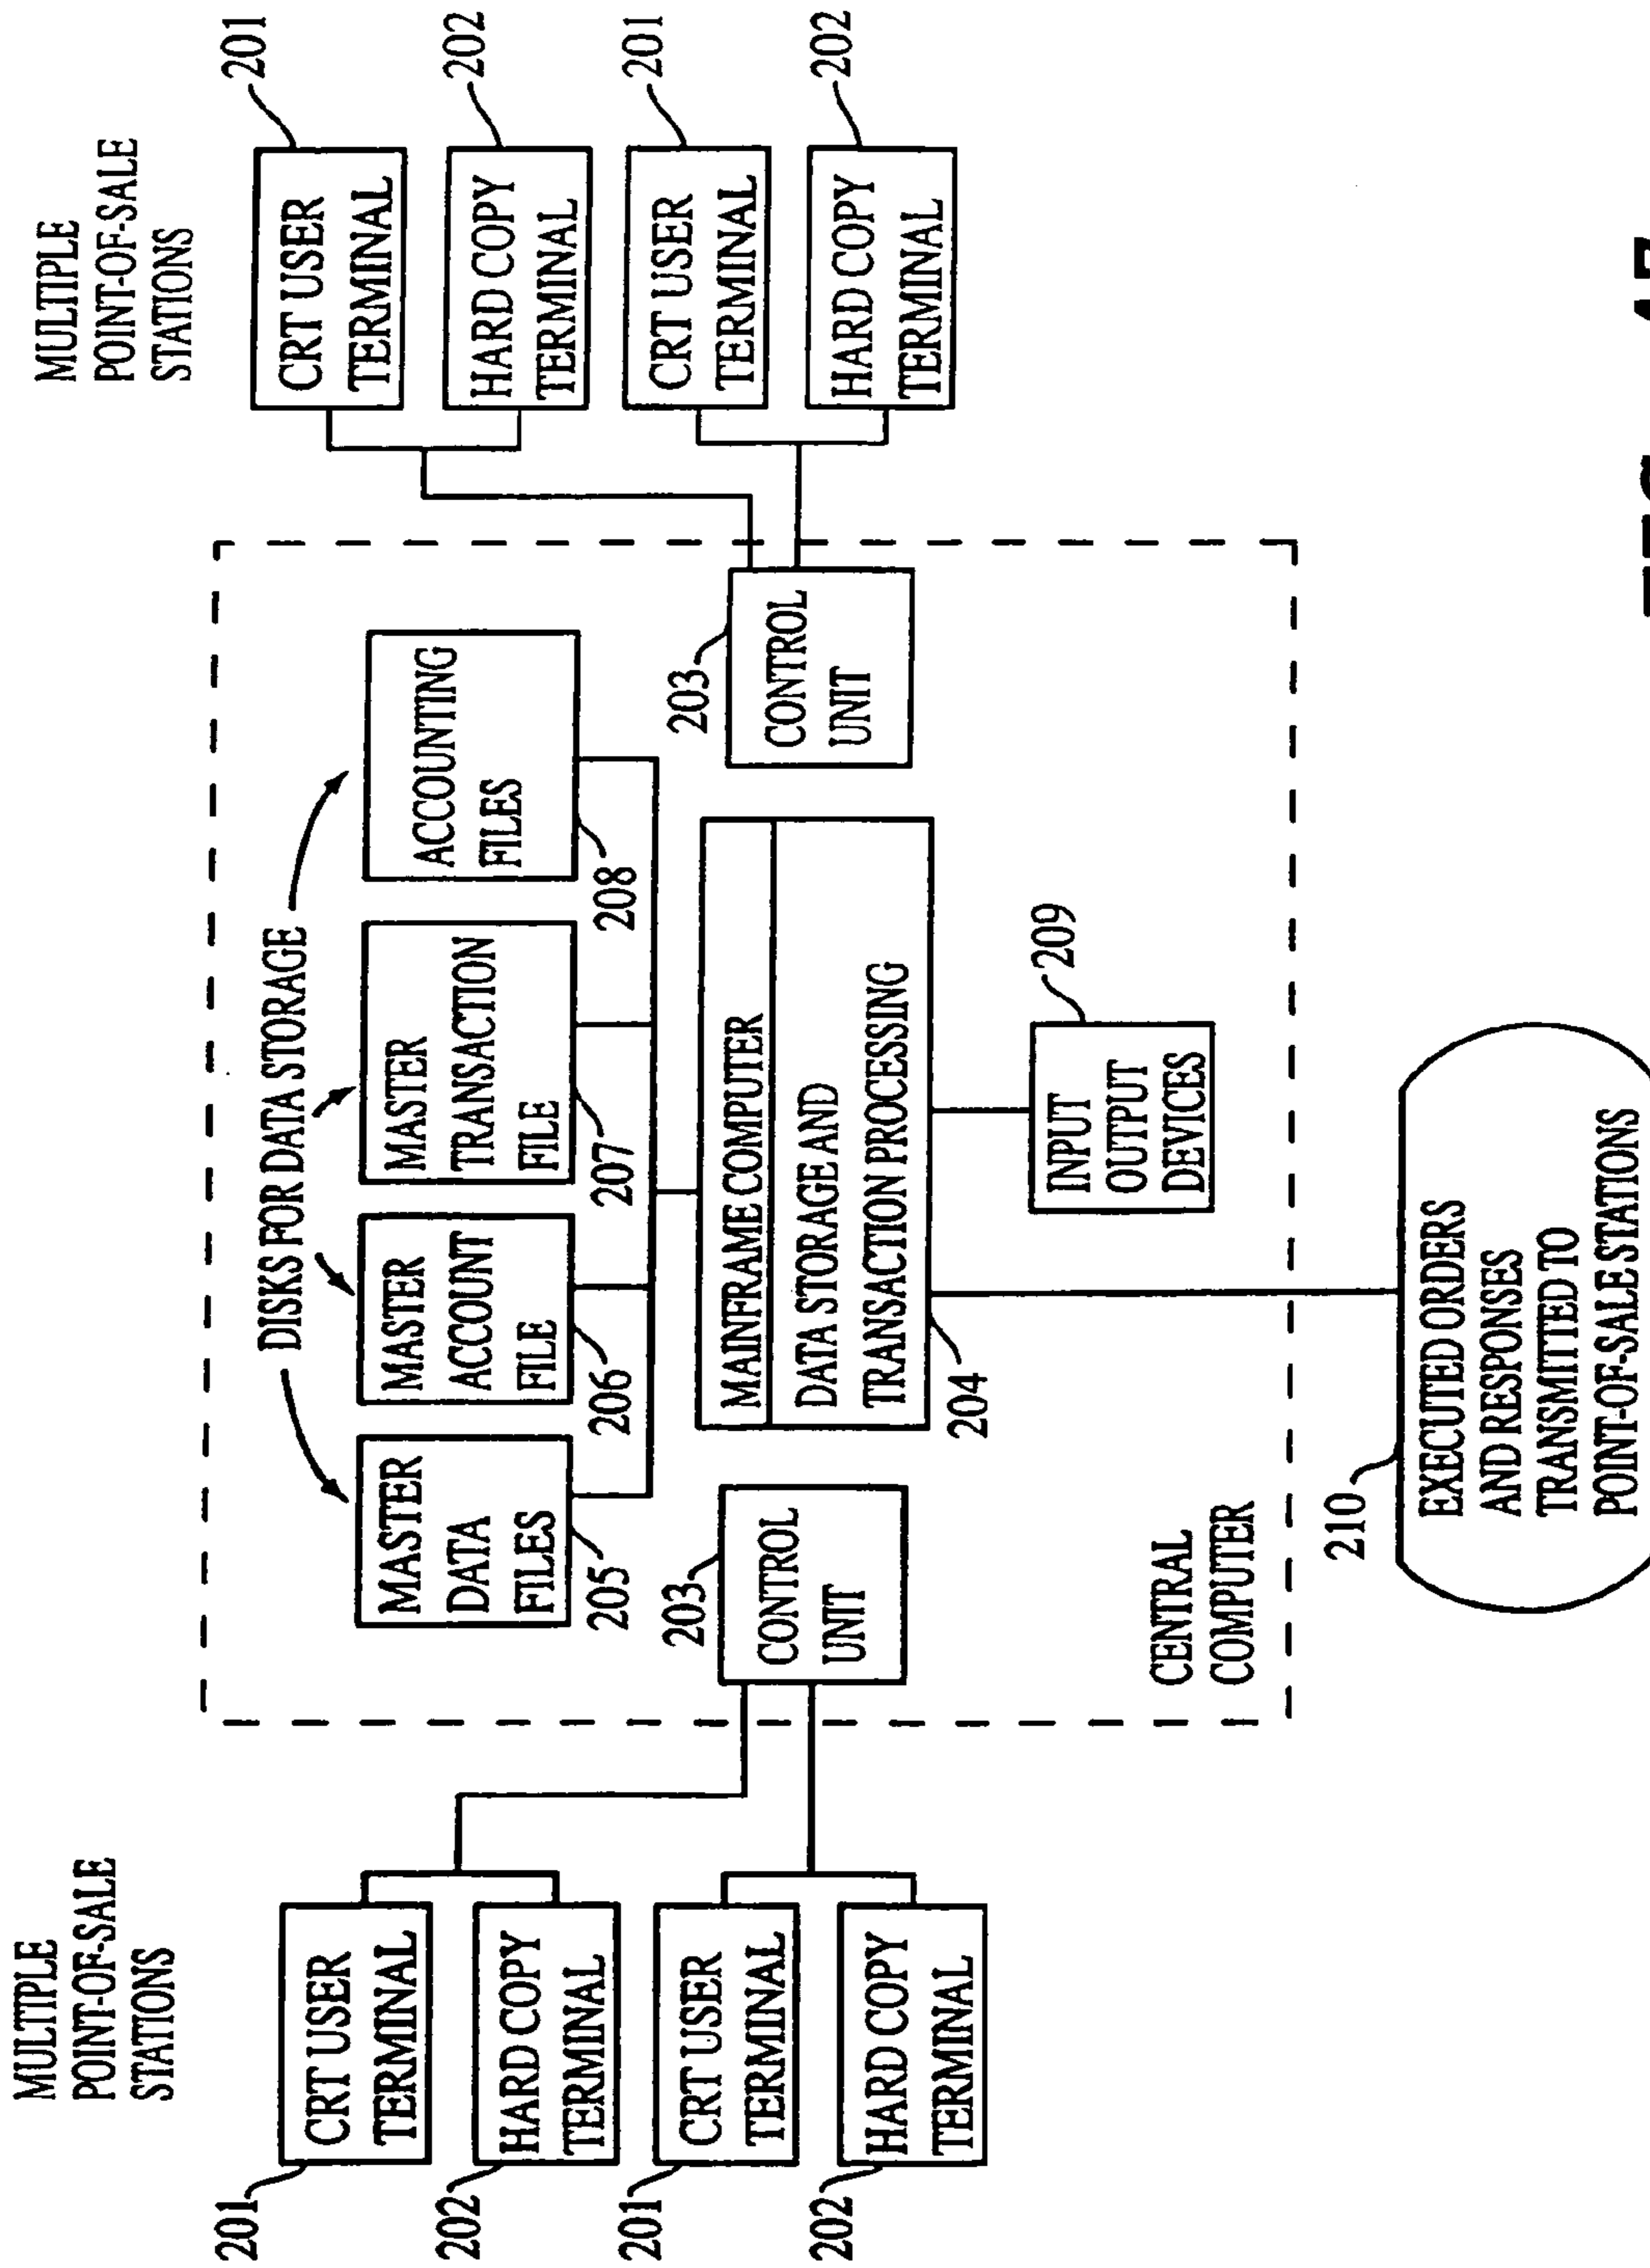 MULTIPLE
POINT-OF-SALE
STATIONS
201
CRT USER
TERMINAL
202
HARD COPY
TERMINAL
201
CRT USER
TERMINAL
202
HARD COPY
TERMINAL
DISKS FOR DATA STORAGE
MASTER
DATA
FILES
205
MASTER
ACCOUNT
FILE
206
MASTER
TRANSACTION
FILE
207
ACCOUNTING
FILES
208
203
CONTROL
UNIT
MAINFRAME COMPUTER
DATA STORAGE AND
TRANSACTION PROCESSING
204
203
CONTROL
UNIT
INPUT
OUTPUT
DEVICES
209
CENTRAL
COMPUTER
210
EXECUTED ORDERS
AND RESPONSES
TRANSMITTED TO
POINT-OF-SALE STATIONS
MULTIPLE
POINT-OF-SALE
STATIONS
CRT USER
TERMINAL
201
HARD COPY
TERMINAL
202
CRT USER
TERMINAL
201
HARD COPY
TERMINAL
202